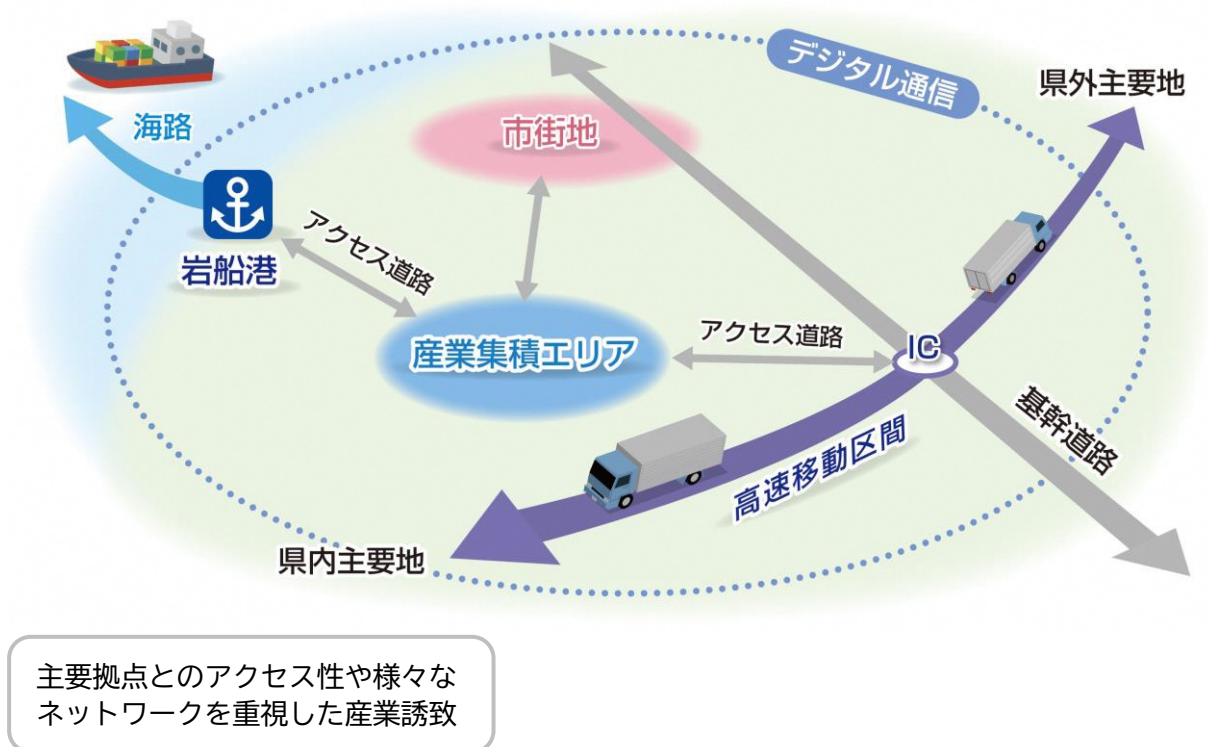 デジタル通信
県外主要地
海路
市街地
岩船港
アクセス道路
産業集積エリア
アクセス道路
IC
基幹道路
高速移動区間
県内主要地
主要拠点とのアクセス性や様々な
ネットワークを重視した産業誘致